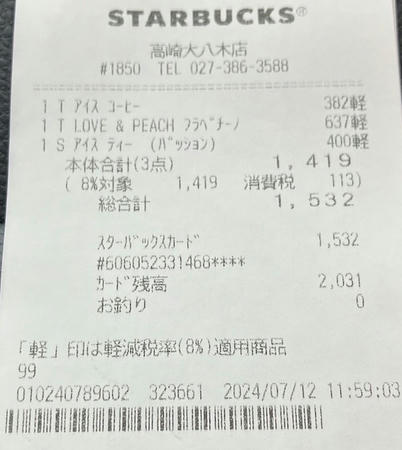 STARBUCKS®
高崎大八木店
#1850 TEL 027-386-3588
1 T アイス コーヒー 382軽
1 T LOVE & PEACH フラペチーノ 637軽
1 S アイス ティー (パッション) 400軽
本体合計(3点) 1,419
( 8%対象 1,419 消費税 113)
総合計 1,532
スターバックスカード 1,532
#606052331468****
カード残高 2,031
お釣り 0
「軽」印は軽減税率(8%)適用商品
99
010240789602 323661 2024/07/12 11:59:03